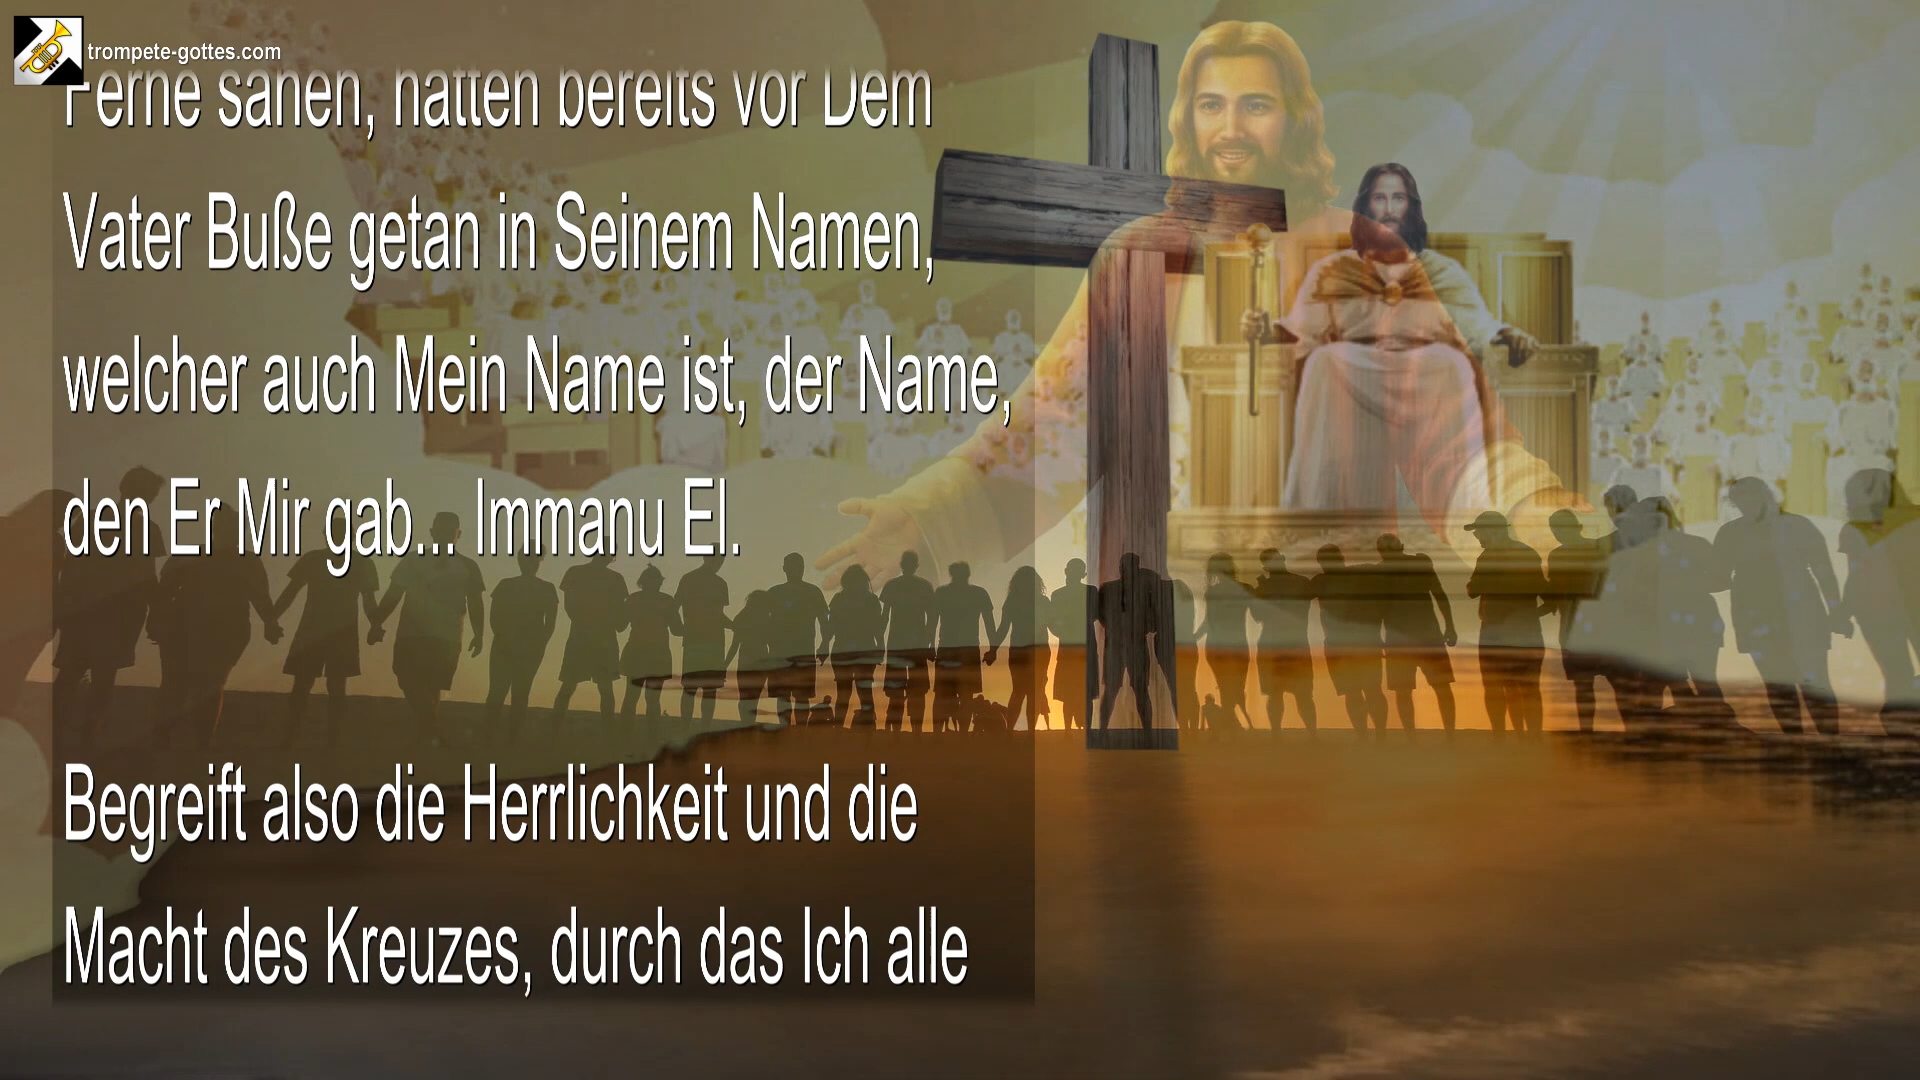 trompete-gottes.com
Ferne sahen, hatten bereits vor Dem
Vater Buße getan in Seinem Namen,
welcher auch Mein Name ist, der Name,
den Er Mir gab... Immanu El.
Begreift also die Herrlichkeit und die
Macht des Kreuzes, durch das Ich alle